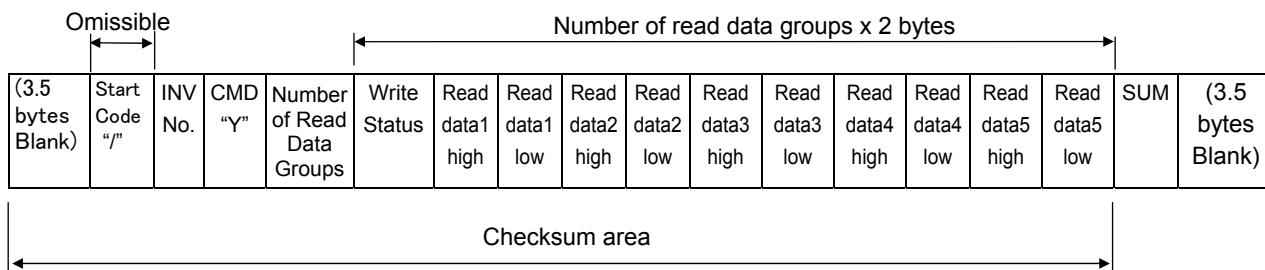 Omissible
Number of read data groups x 2 bytes
(3.5 bytes Blank)
Start Code "/"
INV No.
CMD "Y"
Number of Read Data Groups
Write Status
Read data1 high
Read data1 low
Read data2 high
Read data2 low
Read data3 high
Read data3 low
Read data4 high
Read data4 low
Read data5 high
Read data5 low
SUM
(3.5 bytes Blank)
Checksum area